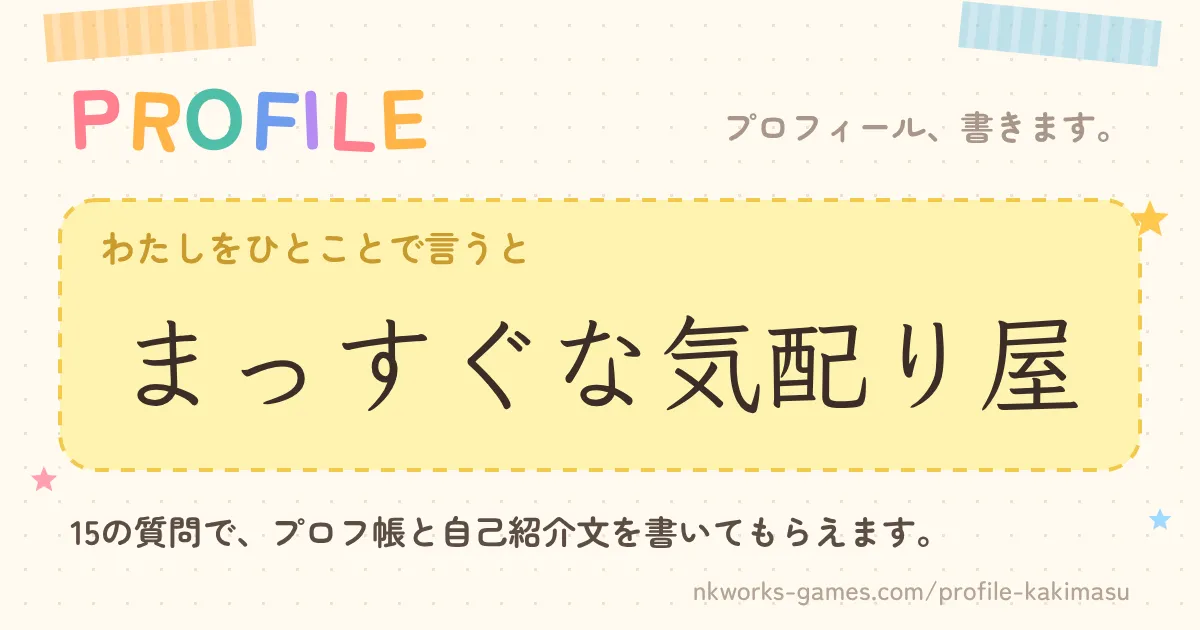 PROFILE
プロフィール、書きます。
わたしをひとことで言うと
まっすぐな気配り屋
15の質問で、プロフ帳と自己紹介文を書いてもらえます。
nkworks-games.com/profile-kakimasu